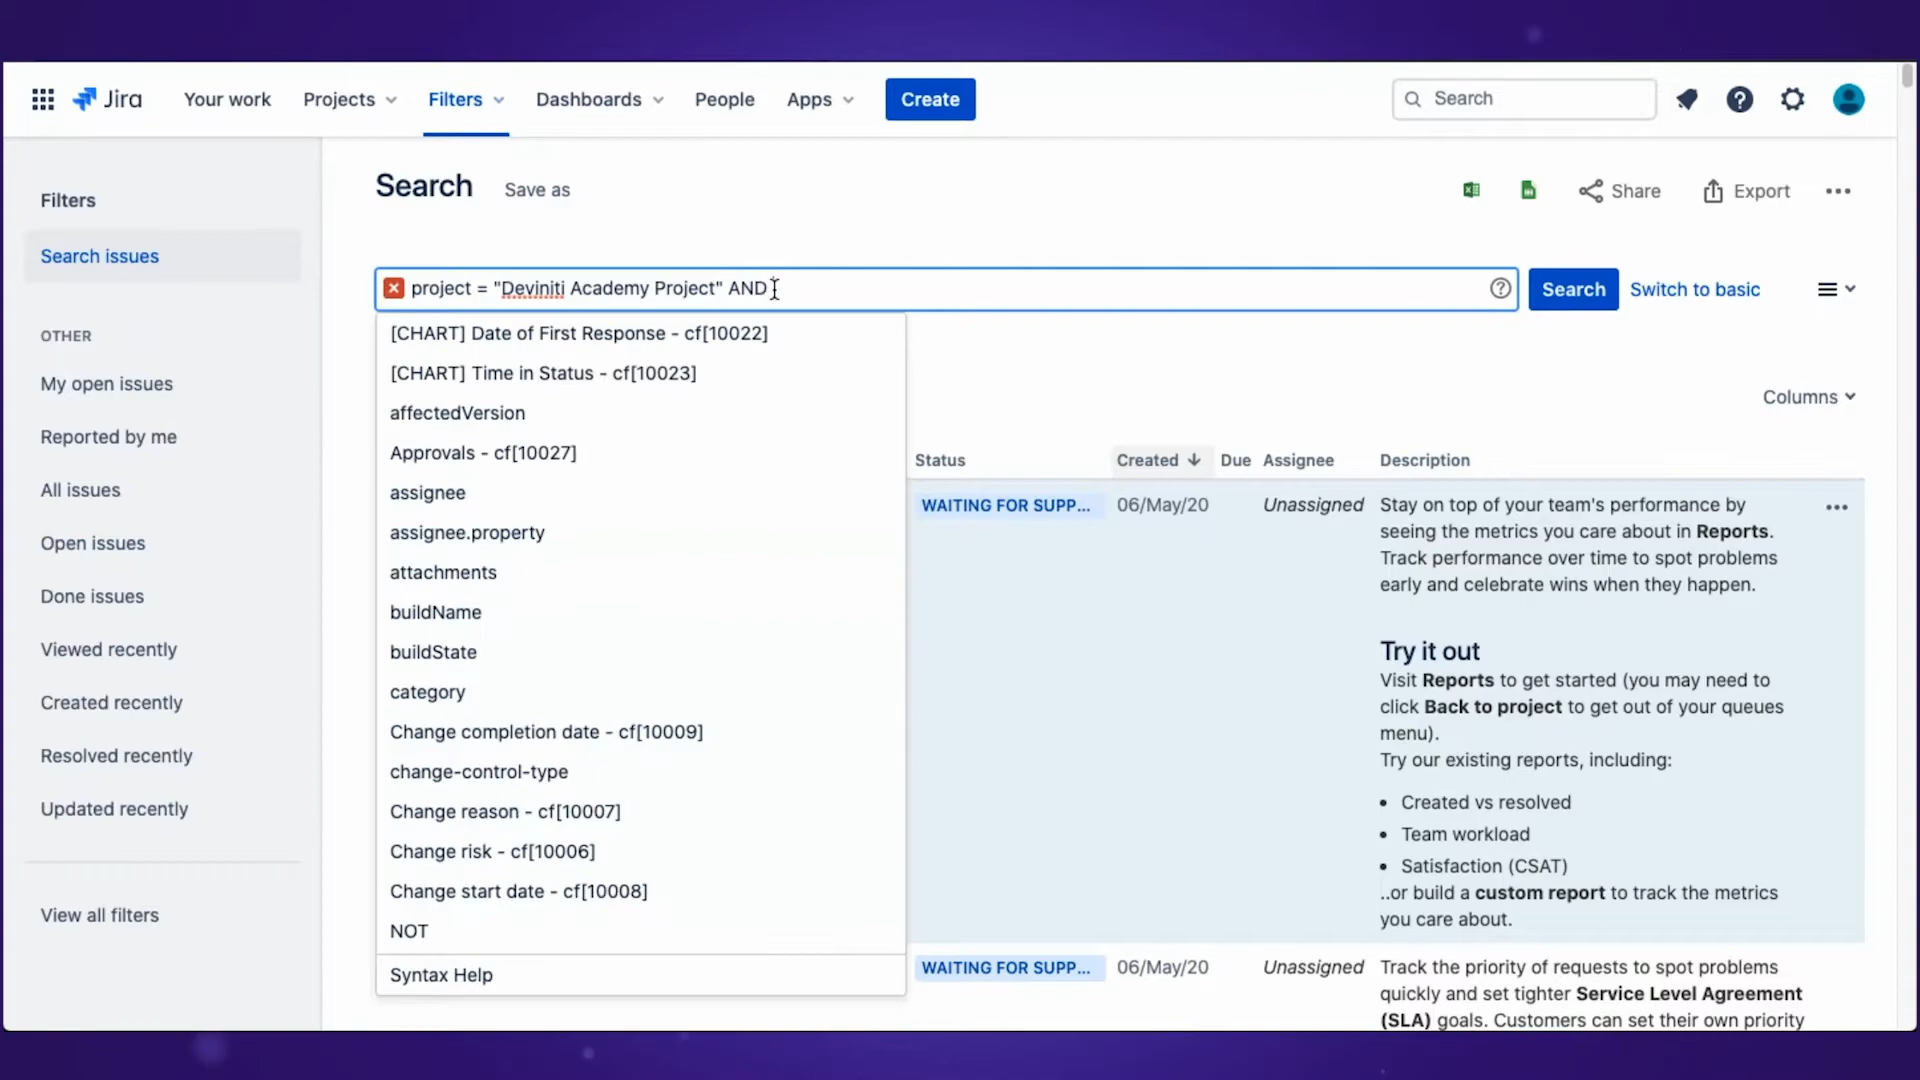 Jira
Your work
Projects
Filters
Dashboards
People
Apps
Create
Search
Filters
Search issues
OTHER
My open issues
Reported by me
All issues
Open issues
Done issues
Viewed recently
Created recently
Resolved recently
Updated recently
View all filters
Search
Save as
Share
Export
project = "Deviniti Academy Project" AND
Search
Switch to basic
[CHART] Date of First Response - cf[10022]
[CHART] Time in Status - cf[10023]
affectedVersion
Approvals - cf[10027]
assignee
assignee.property
attachments
buildName
buildState
category
Change completion date - cf[10009]
change-control-type
Change reason - cf[10007]
Change risk - cf[10006]
Change start date - cf[10008]
NOT
Syntax Help
Columns
Status
Created
Due
Assignee
Description
WAITING FOR SUPP...
06/May/20
Unassigned
Stay on top of your team's performance by
seeing the metrics you care about in Reports.
Track performance over time to spot problems
early and celebrate wins when they happen.
Try it out
Visit Reports to get started (you may need to
click Back to project to get out of your queues
menu).
Try our existing reports, including:
• Created vs resolved
• Team workload
• Satisfaction (CSAT)
..or build a custom report to track the metrics
you care about.
WAITING FOR SUPP...
06/May/20
Unassigned
Track the priority of requests to spot problems
quickly and set tighter Service Level Agreement
(SLA) goals. Customers can set their own priority